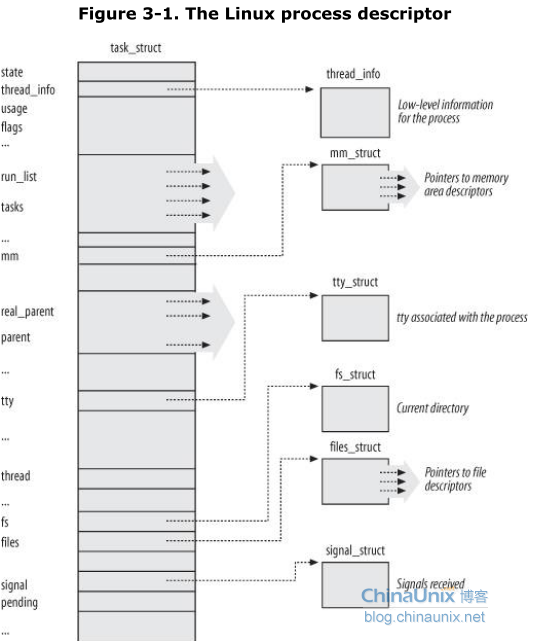 Figure 3-1. The Linux process descriptor
task_struct
state
thread_info
usage
flags
...
run_list
tasks
...
mm
real_parent
parent
...
tty
...
thread
...
fs
files
signal
pending
...
thread_info
Low-level information
for the process
mm_struct
Pointers to memory
area descriptors
tty_struct
tty associated with the process
fs_struct
Current directory
files_struct
Pointers to file
descriptors
signal_struct
Signals received
ChinaUnix 博客
blog.chinaunix.net